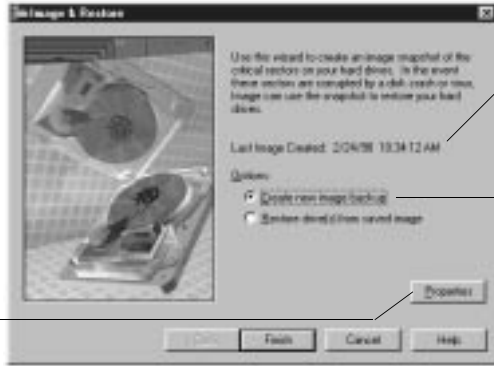 Image & Restore
Use this wizard to create an image snapshot of the
critical sectors on your hard drives. In the event
these sectors are corrupted by a disk crash or virus,
Image can use the snapshot to restore your hard
drives.
Last Image Created: 2/24/98 10:34:12 AM
Options:
Create new image backup
Restore drive(s) from saved image
Properties
Finish
Cancel
Help